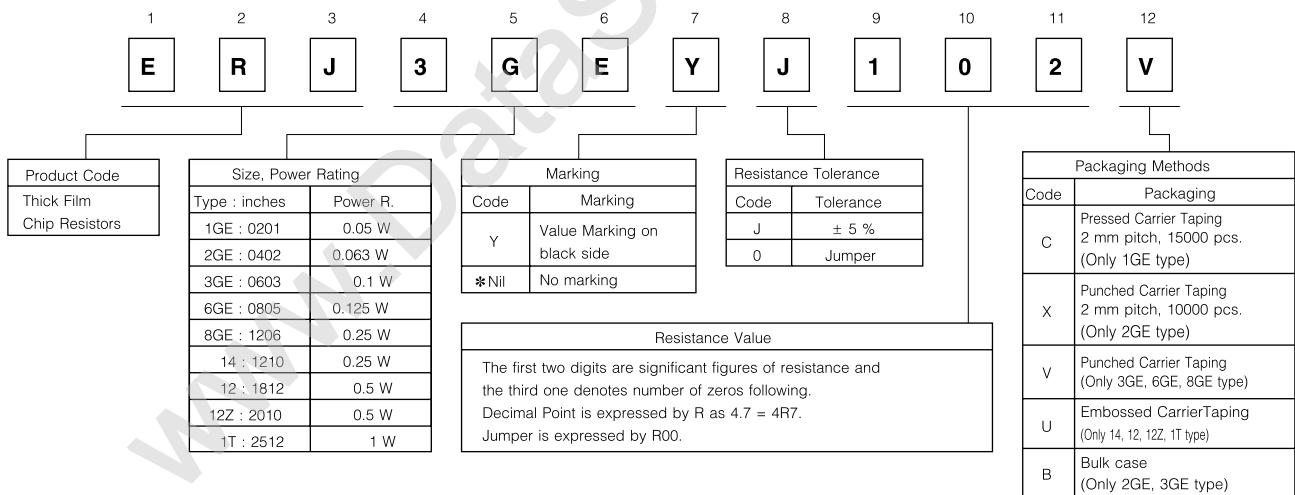 1 2 3 4 5 6 7 8 9 10 11 12
E R J 3 G E Y J 1 0 2 V
Product Code
Thick Film
Chip Resistors
Size, Power Rating
Type : inches Power R.
1GE : 0201 0.05 W
2GE : 0402 0.063 W
3GE : 0603 0.1 W
6GE : 0805 0.125 W
8GE : 1206 0.25 W
14 : 1210 0.25 W
12 : 1812 0.5 W
12Z : 2010 0.5 W
1T : 2512 1 W
Marking
Code Marking
Y Value Marking on
black side
✽Nil No marking
Resistance Tolerance
Code Tolerance
J ± 5 %
0 Jumper
Resistance Value
The first two digits are significant figures of resistance and
the third one denotes number of zeros following.
Decimal Point is expressed by R as 4.7 = 4R7.
Jumper is expressed by R00.
Packaging Methods
Code Packaging
C Pressed Carrier Taping
2 mm pitch, 15000 pcs.
(Only 1GE type)
X Punched Carrier Taping
2 mm pitch, 10000 pcs.
(Only 2GE type)
V Punched Carrier Taping
(Only 3GE, 6GE, 8GE type)
U Embossed CarrierTaping
(Only 14, 12, 12Z, 1T type)
B Bulk case
(Only 2GE, 3GE type)
www.DataS